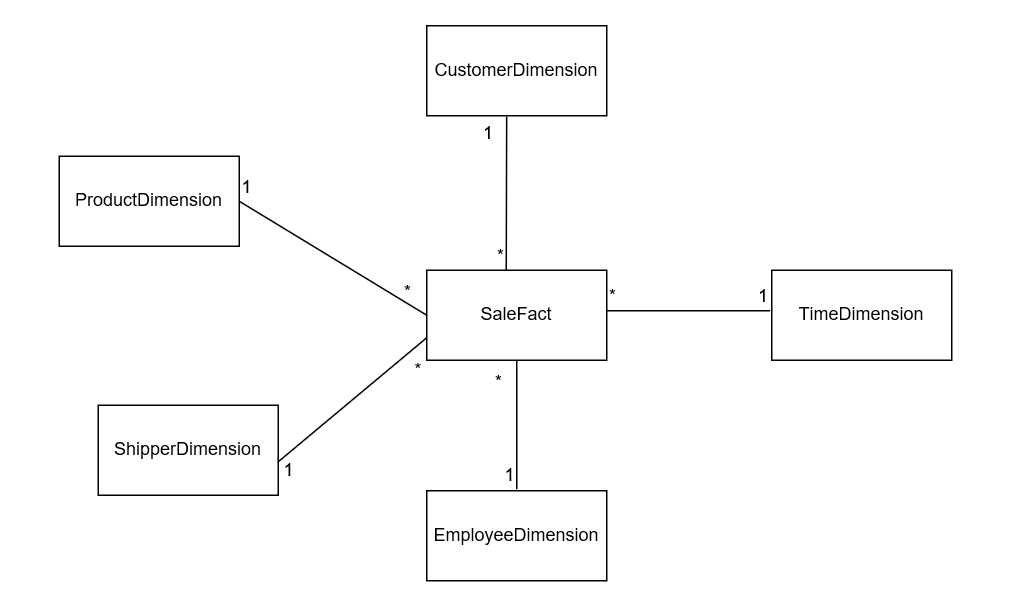 CustomerDimension
1
ProductDimension
1
*
*
SaleFact
*
1
TimeDimension
*
*
ShipperDimension
1
1
EmployeeDimension